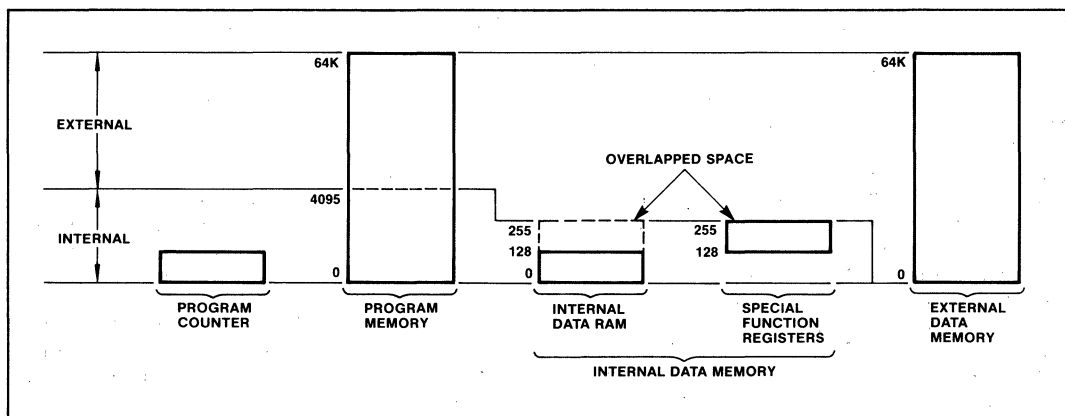 64K
64K
EXTERNAL
OVERLAPPED SPACE
4095
INTERNAL
255
255
128
128
0
0
0
PROGRAM
COUNTER
PROGRAM
MEMORY
INTERNAL
DATA RAM
SPECIAL
FUNCTION
REGISTERS
EXTERNAL
DATA
MEMORY
INTERNAL DATA MEMORY